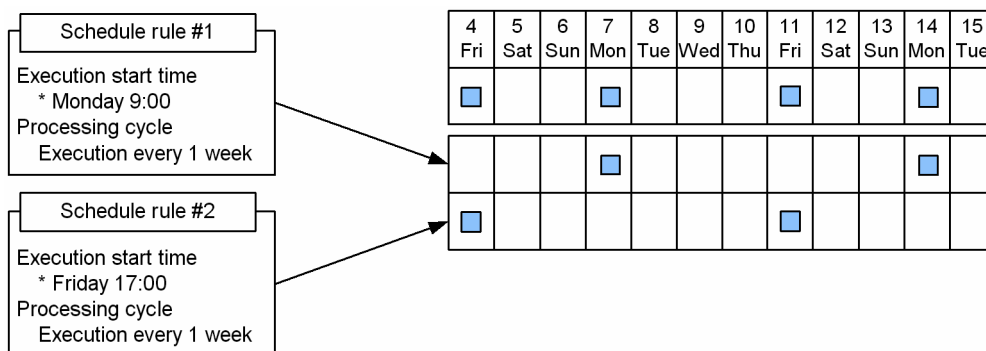 Schedule rule #1
Execution start time
* Monday 9:00
Processing cycle
Execution every 1 week
Schedule rule #2
Execution start time
* Friday 17:00
Processing cycle
Execution every 1 week
4 5 6 7 8 9 10 11 12 13 14 15
Fri Sat Sun Mon Tue Wed Thu Fri Sat Sun Mon Tue